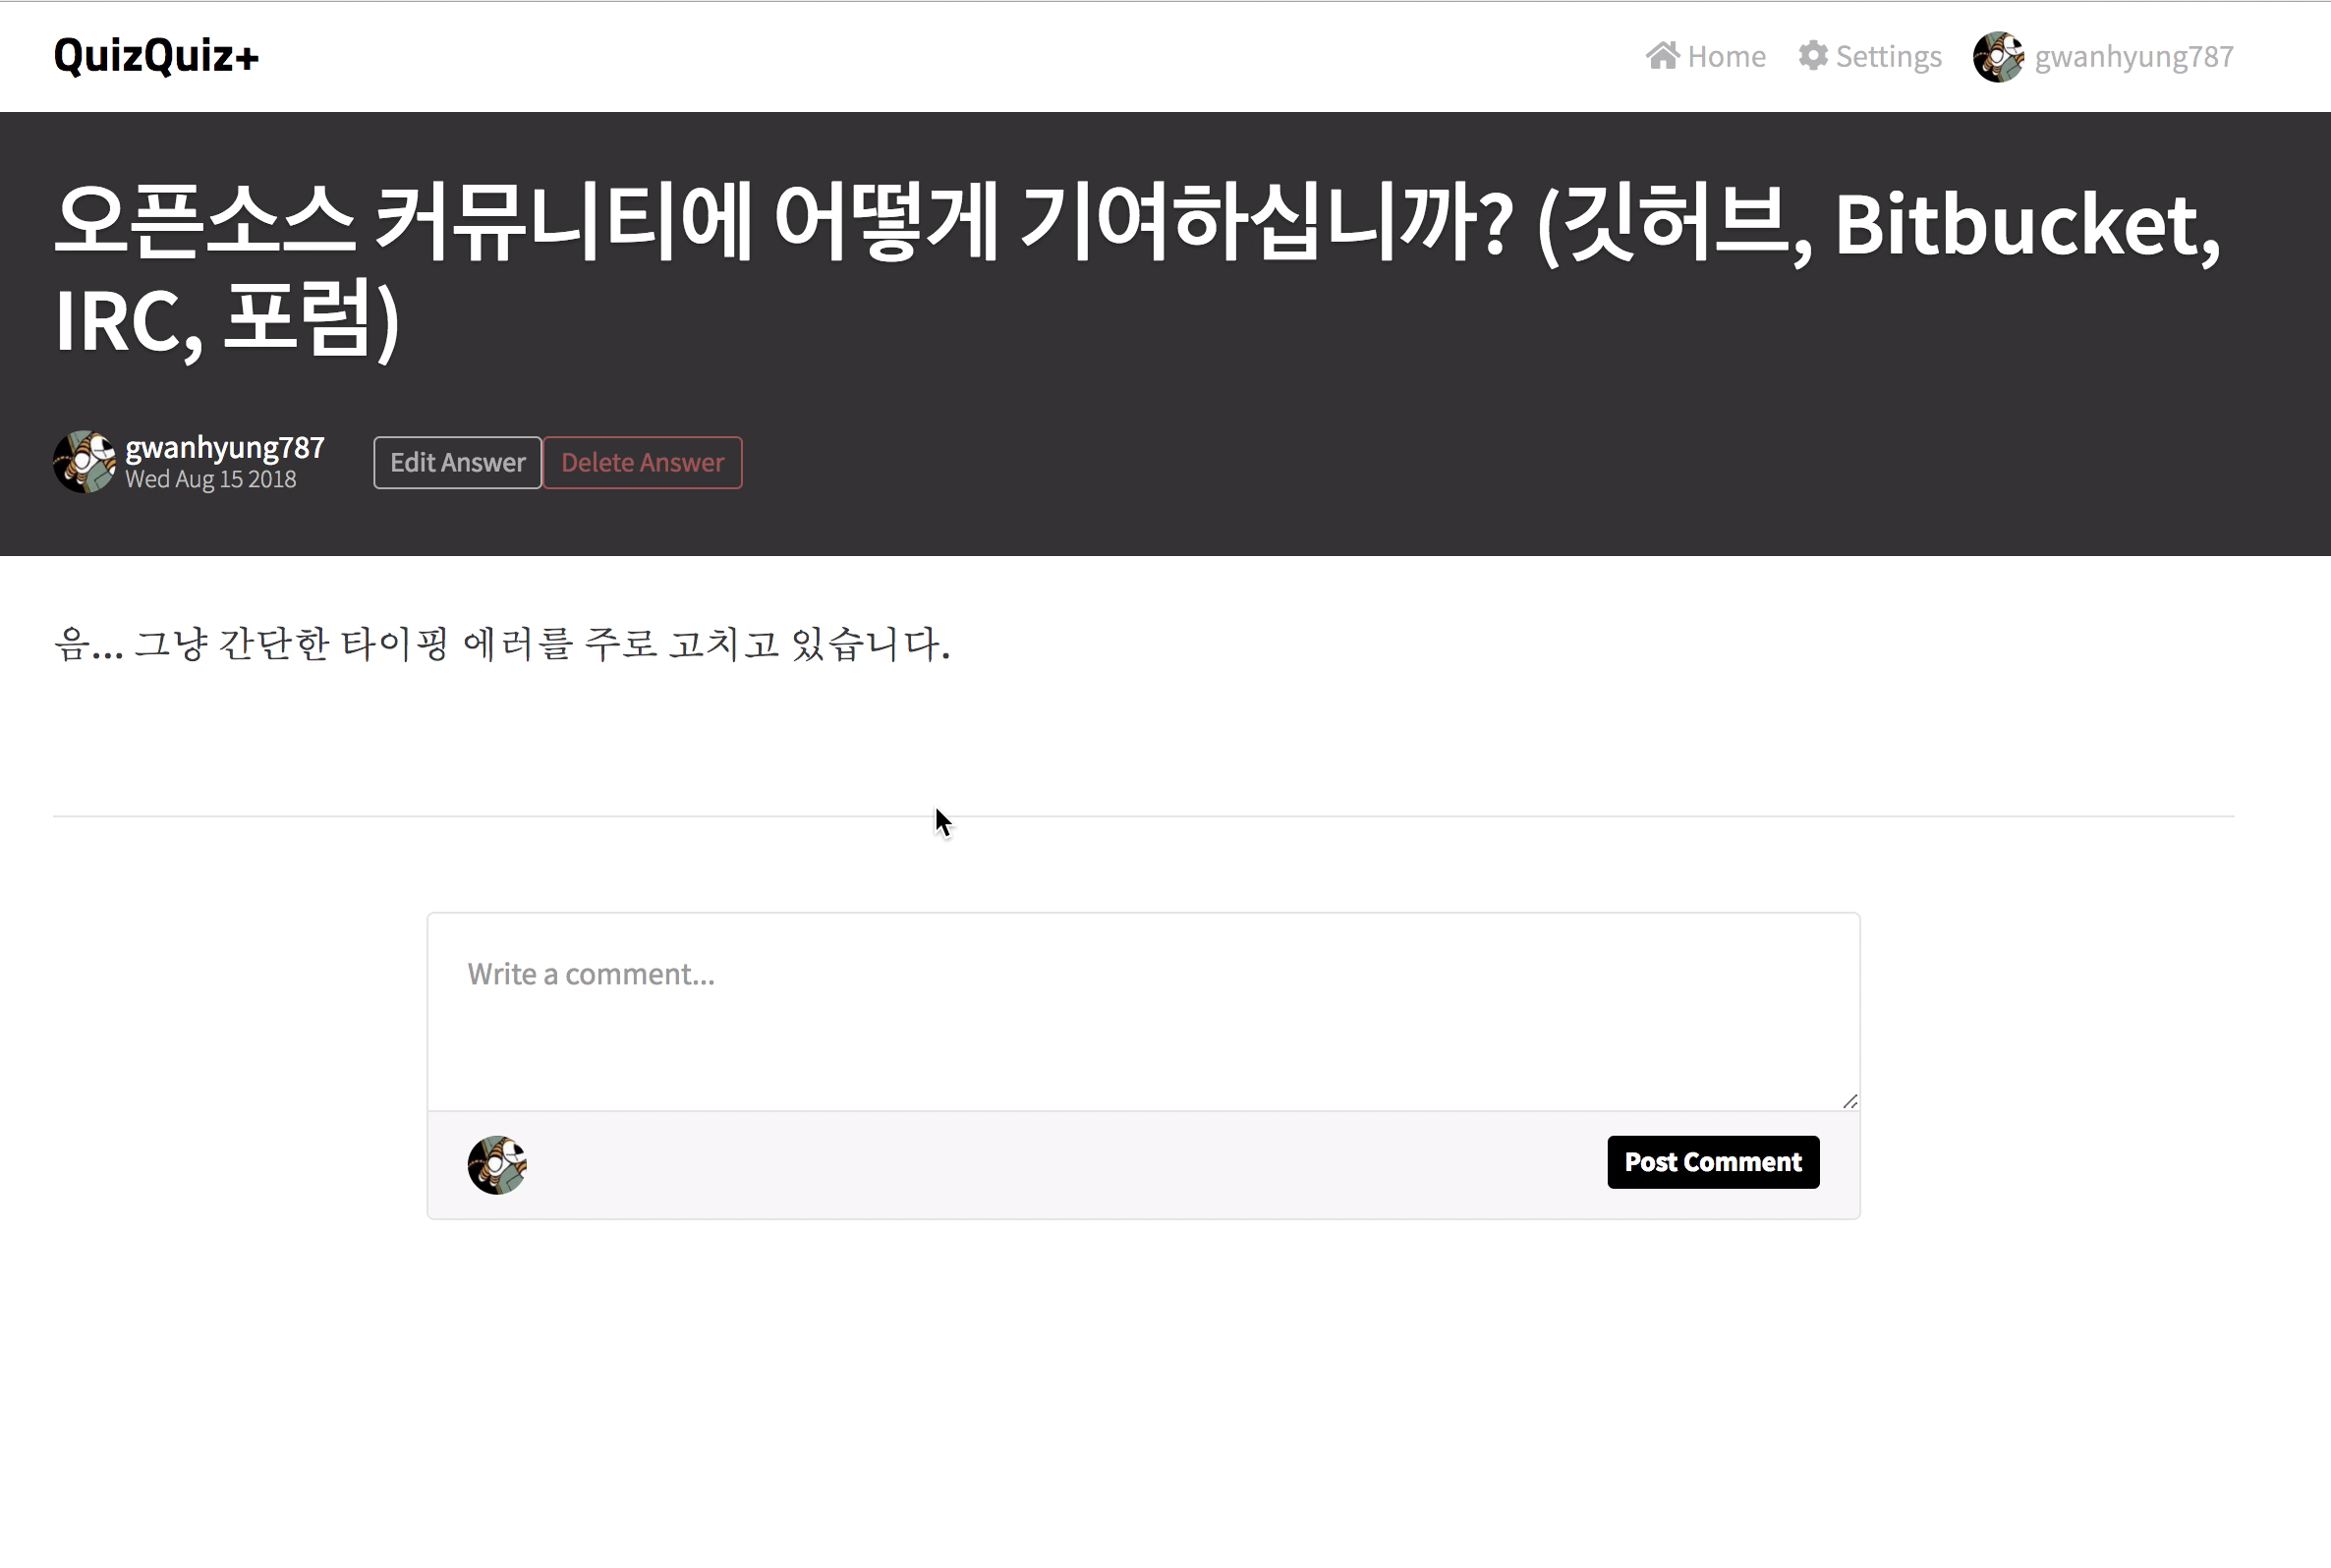 QuizQuiz+
Home Settings gwanhyung787
오픈소스 커뮤니티에 어떻게 기여하십니까? (깃허브, Bitbucket,
IRC, 포럼)
gwanhyung787
Wed Aug 15 2018
Edit Answer Delete Answer
음... 그냥 간단한 타이핑 에러를 주로 고치고 있습니다.
Write a comment...
Post Comment